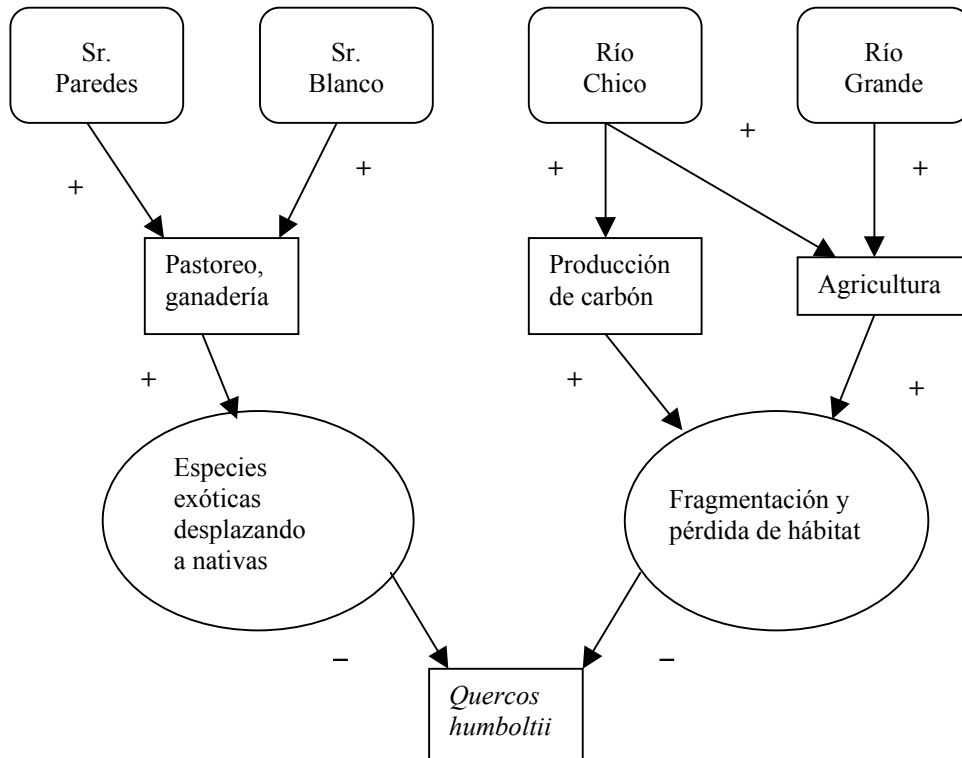 Sr.
Paredes
Sr.
Blanco
Río
Chico
Río
Grande
+
+
+
+
+
Pastoreo,
ganadería
Producción
de carbón
Agricultura
+
+
+
Especies
exóticas
desplazando
a nativas
Fragmentación y
pérdida de hábitat
–
–
Quercos
humboltii